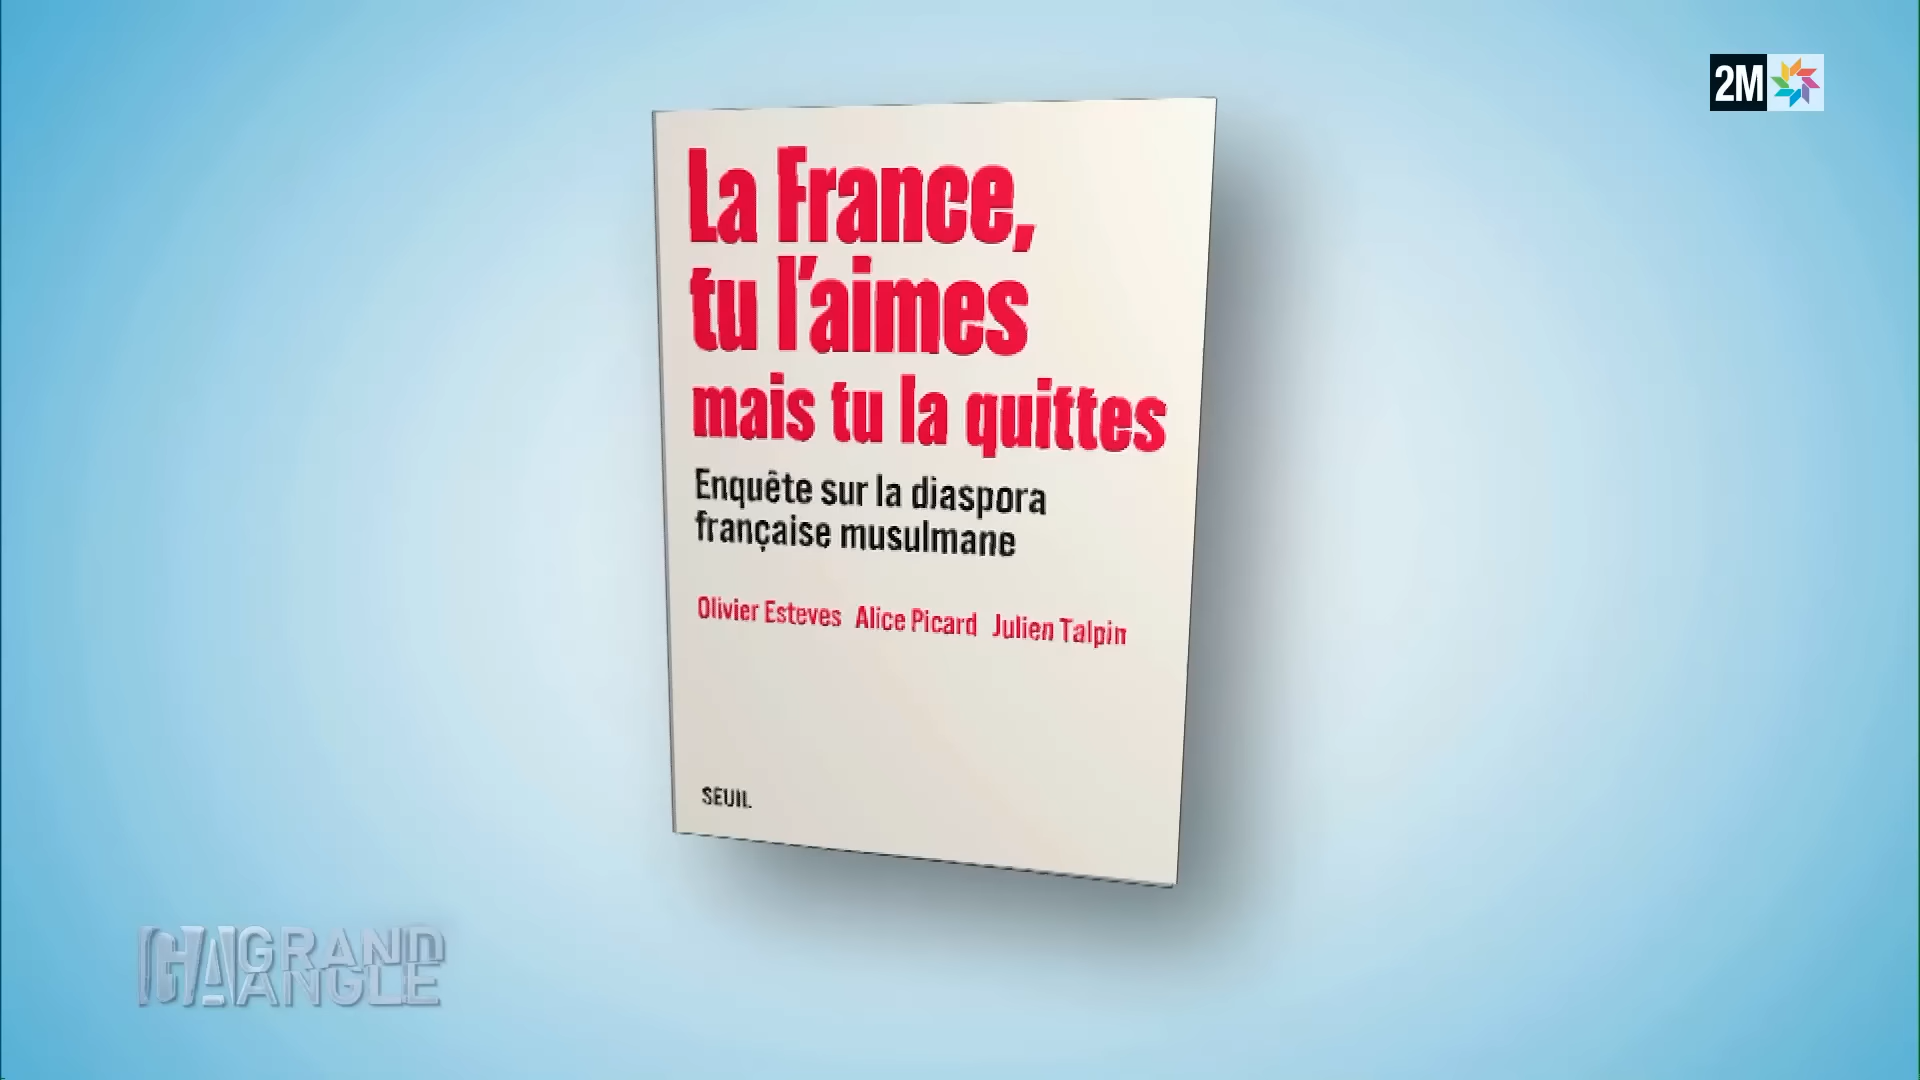 2M
La France,
tu l'aimes
mais tu la quittes
Enquête sur la diaspora
française musulmane
Olivier Esteves Alice Picard Julien Talpin
SEUIL
GA GRAND
ANGLE